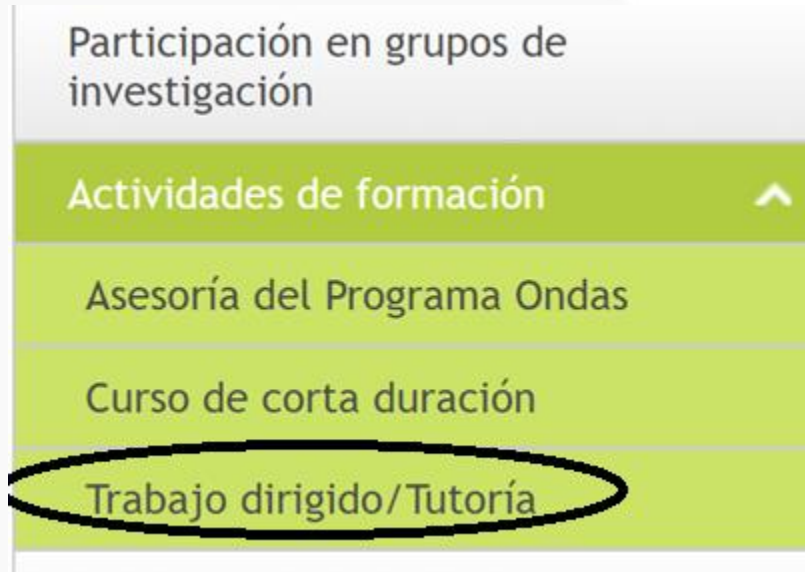 Participación en grupos de
investigación
Actividades de formación
Asesoría del Programa Ondas
Curso de corta duración
Trabajo dirigido/Tutoría